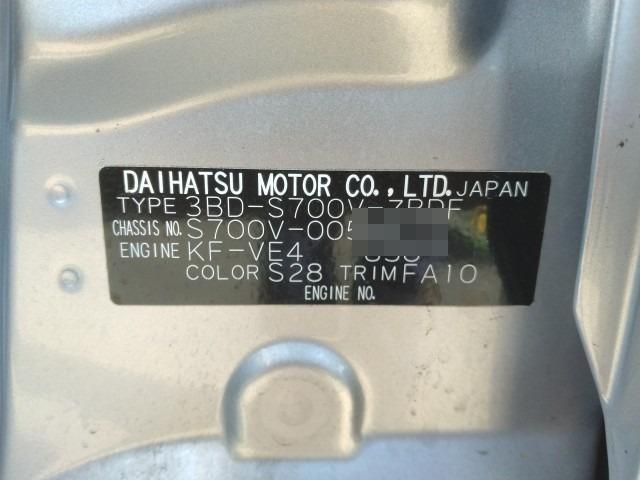 DAIHATSU MOTOR CO., LTD. JAPAN
TYPE 3BD-S700V-ZBDF
CHASSIS NO. S700V-005
ENGINE KF-VE4
COLOR S28 TRIM FA10
ENGINE NO.